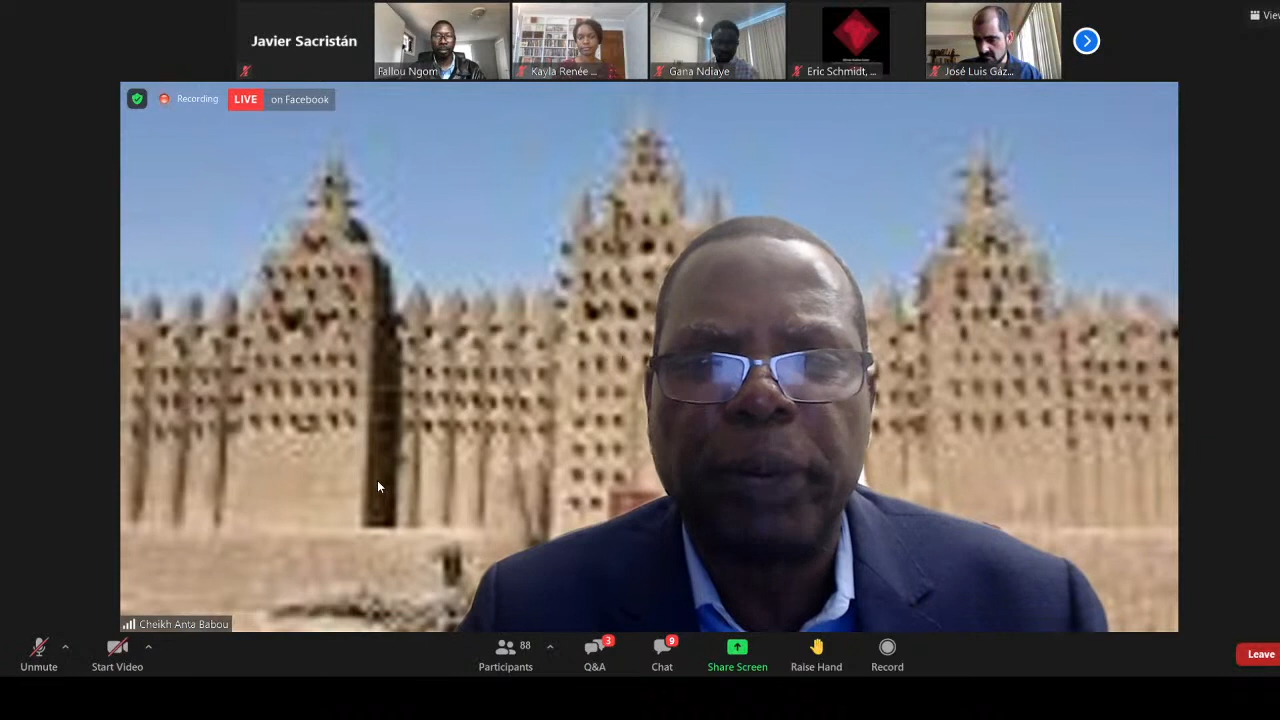 Javier Sacristán
Fallou Ngom
Kayla Renée ...
Gana Ndiaye
Eric Schmidt, ...
José Luis Gáz...
Vie
Recording
LIVE on Facebook
Cheikh Anta Babou
Unmute
Start Video
88
Participants
3
Q&A
9
Chat
Share Screen
Raise Hand
Record
Leave